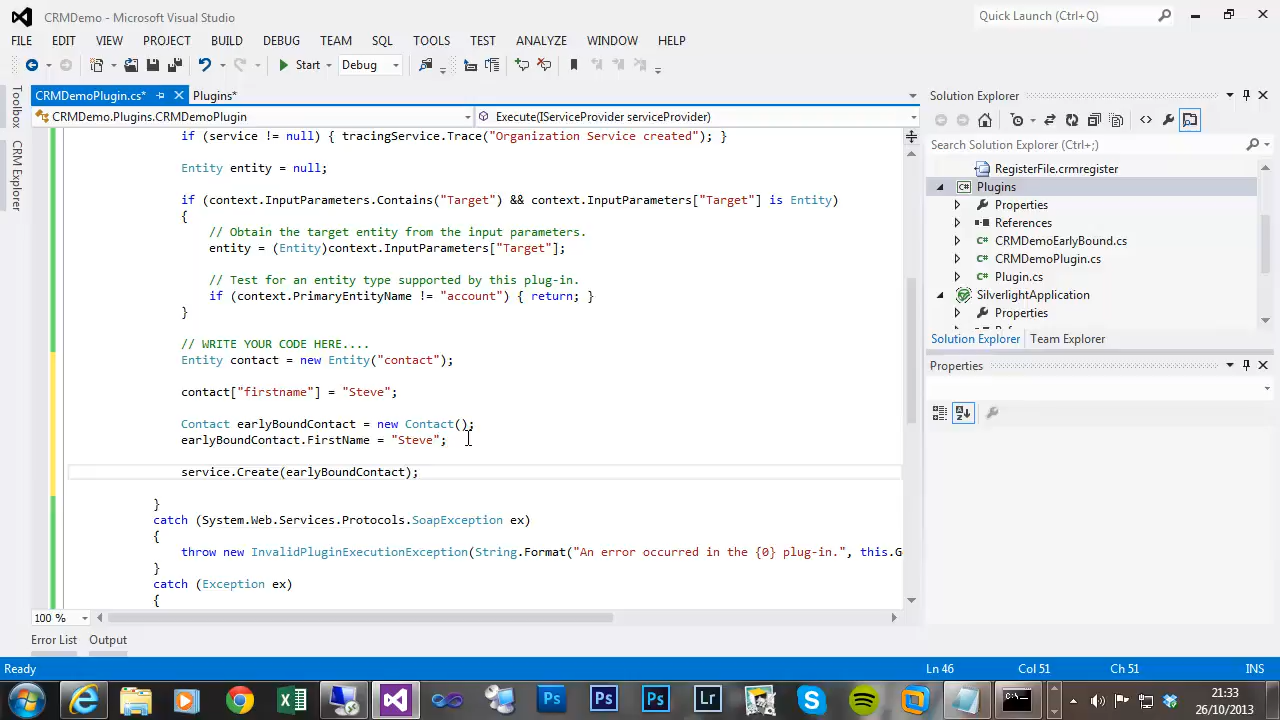 CRMDemo - Microsoft Visual Studio
Quick Launch (Ctrl+Q)
FILE EDIT VIEW PROJECT BUILD DEBUG TEAM SQL TOOLS TEST ANALYZE WINDOW HELP
Start Debug
CRMDemoPlugin.cs* Plugins*
CRMDemo.Plugins.CRMDemoPlugin Execute(IServiceProvider serviceProvider)
Toolbox
CRM Explorer
if (service != null) { tracingService.Trace("Organization Service created"); }
Entity entity = null;
if (context.InputParameters.Contains("Target") && context.InputParameters["Target"] is Entity)
{
// Obtain the target entity from the input parameters.
entity = (Entity)context.InputParameters["Target"];
// Test for an entity type supported by this plug-in.
if (context.PrimaryEntityName != "account") { return; }
}
// WRITE YOUR CODE HERE....
Entity contact = new Entity("contact");
contact["firstname"] = "Steve";
Contact earlyBoundContact = new Contact();
earlyBoundContact.FirstName = "Steve";
service.Create(earlyBoundContact);
}
catch (System.Web.Services.Protocols.SoapException ex)
{
throw new InvalidPluginExecutionException(String.Format("An error occurred in the {0} plug-in.", this.G
}
catch (Exception ex)
{
100 %
Error List Output
Solution Explorer
Search Solution Explorer (Ctrl+;)
RegisterFile.crmregister
Plugins
Properties
References
CRMDemoEarlyBound.cs
CRMDemoPlugin.cs
Plugin.cs
SilverlightApplication
Properties
Solution Explorer Team Explorer
Properties
Ready Ln 46 Col 51 Ch 51 INS
Ps Ps Ps Lr
21:33
26/10/2013